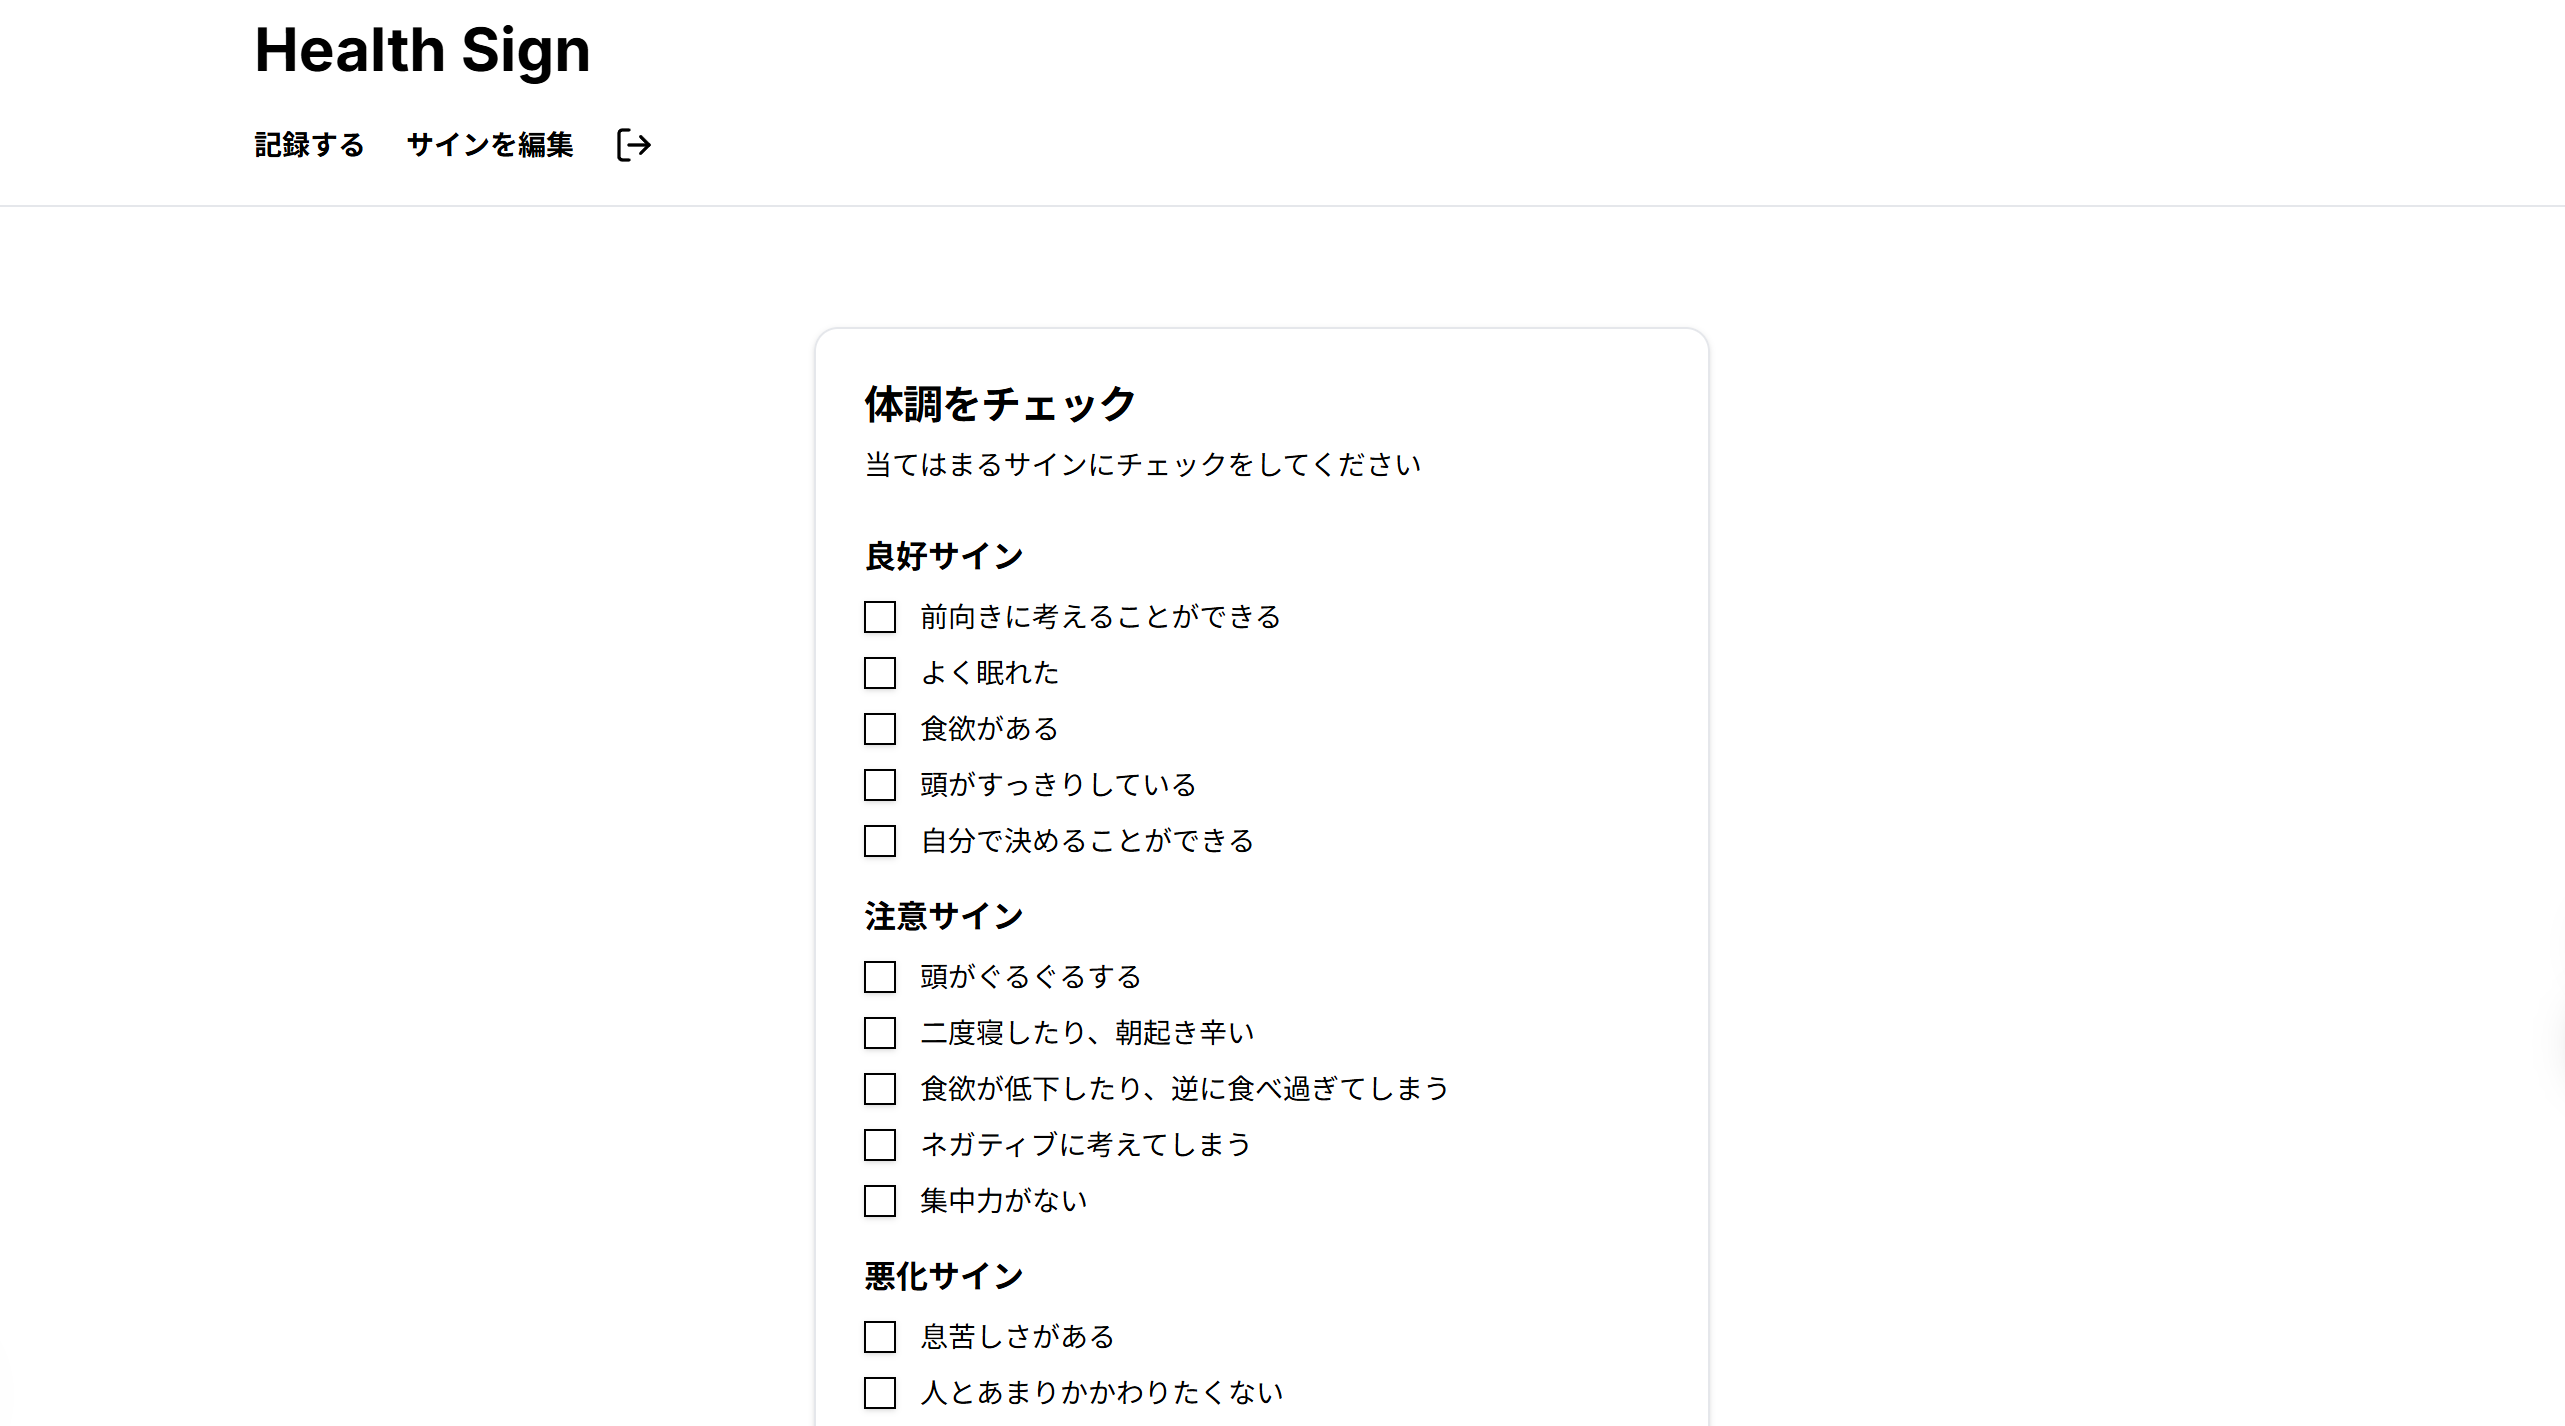 Health Sign
記録する サインを編集
体調をチェック
当てはまるサインにチェックをしてください
良好サイン
前向きに考えることができる
よく眠れた
食欲がある
頭がすっきりしている
自分で決めることができる
注意サイン
頭がぐるぐるする
二度寝したり、朝起き辛い
食欲が低下したり、逆に食べ過ぎてしまう
ネガティブに考えてしまう
集中力がない
悪化サイン
息苦しさがある
人とあまりかかわりたくない